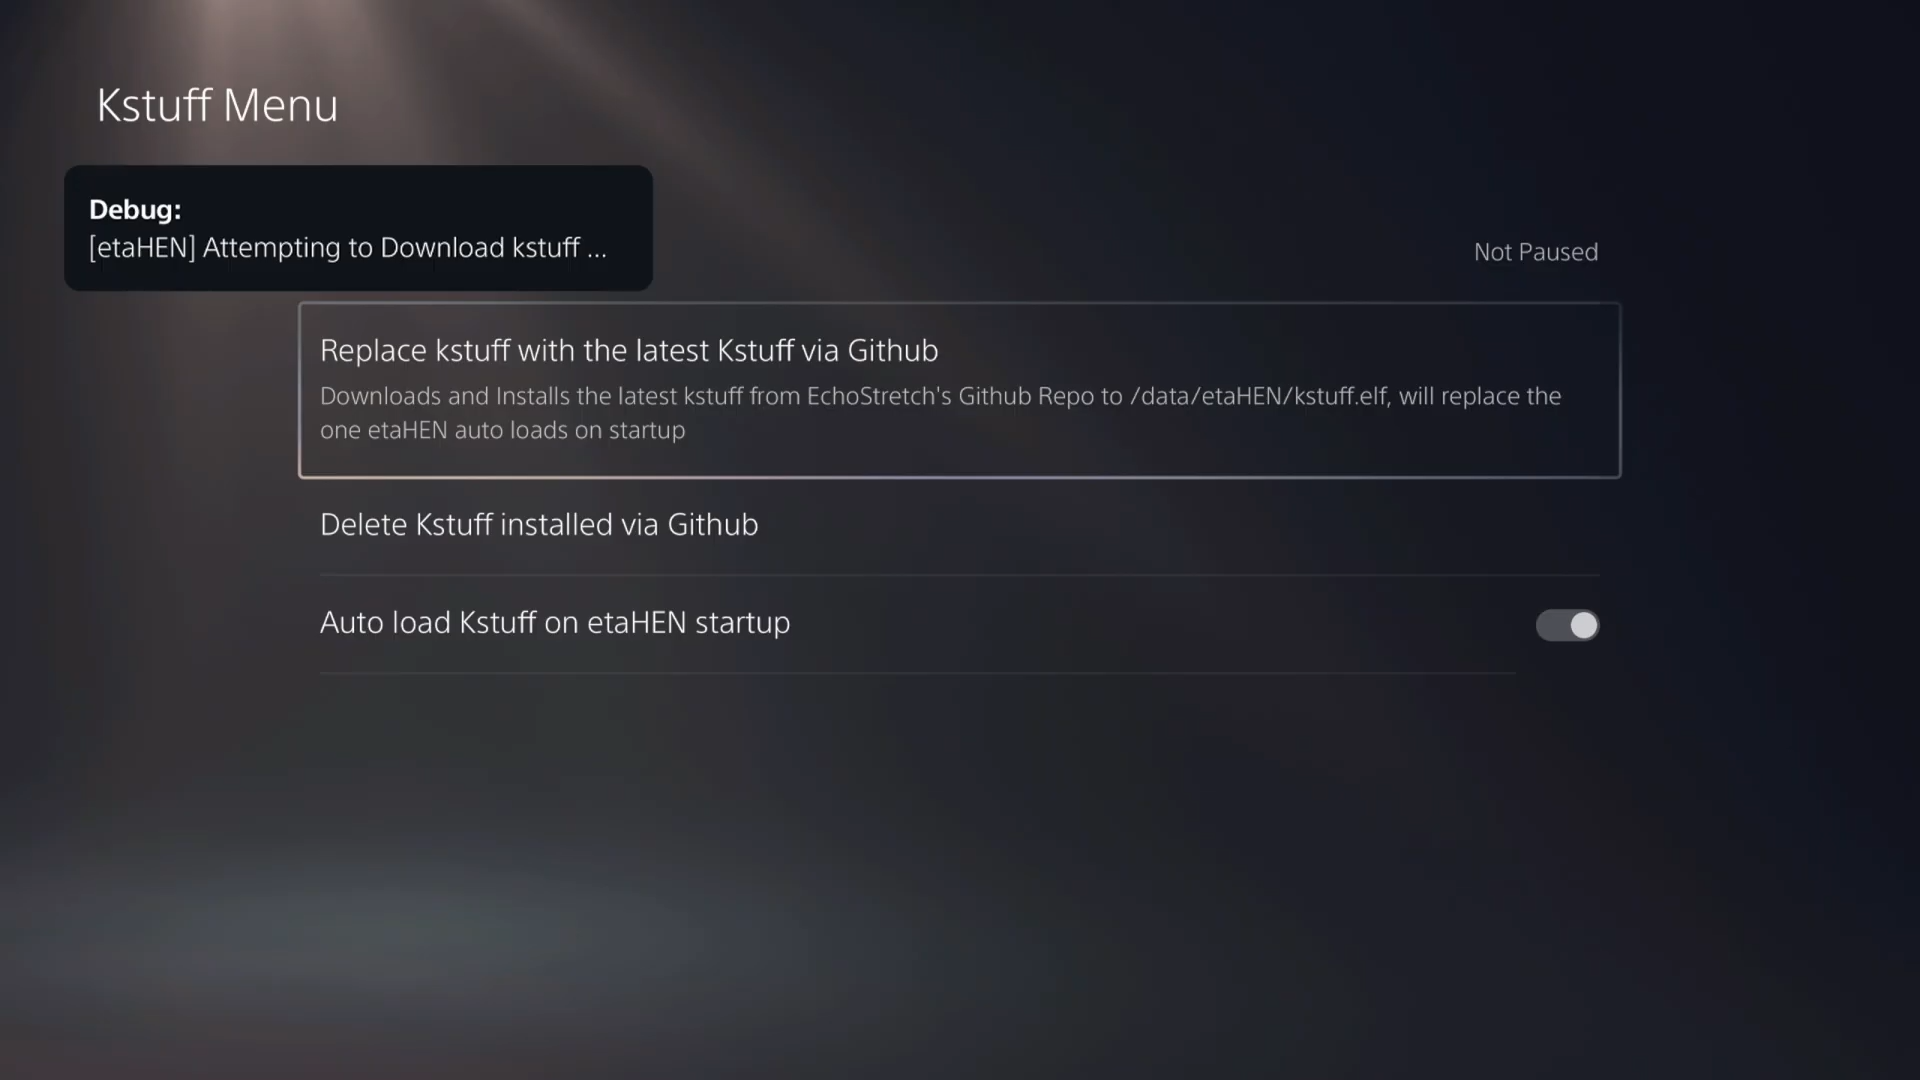 Kstuff Menu
Debug:
[etaHEN] Attempting to Download kstuff ...
Not Paused
Replace kstuff with the latest Kstuff via Github
Downloads and Installs the latest kstuff from EchoStretch's Github Repo to /data/etaHEN/kstuff.elf, will replace the
one etaHEN auto loads on startup
Delete Kstuff installed via Github
Auto load Kstuff on etaHEN startup